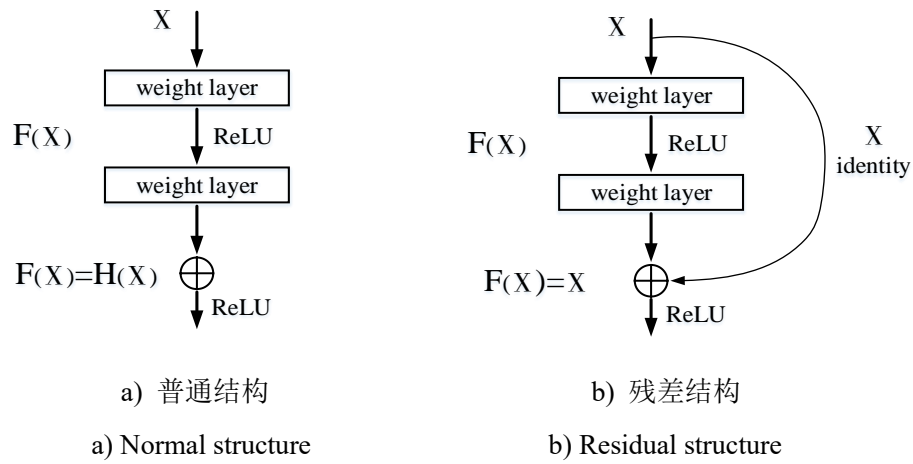 X
weight layer
F(X)
ReLU
weight layer
F(X)=H(X)
ReLU
a) 普通结构
a) Normal structure
X
weight layer
F(X)
ReLU
X
identity
weight layer
F(X)=X
ReLU
b) 残差结构
b) Residual structure